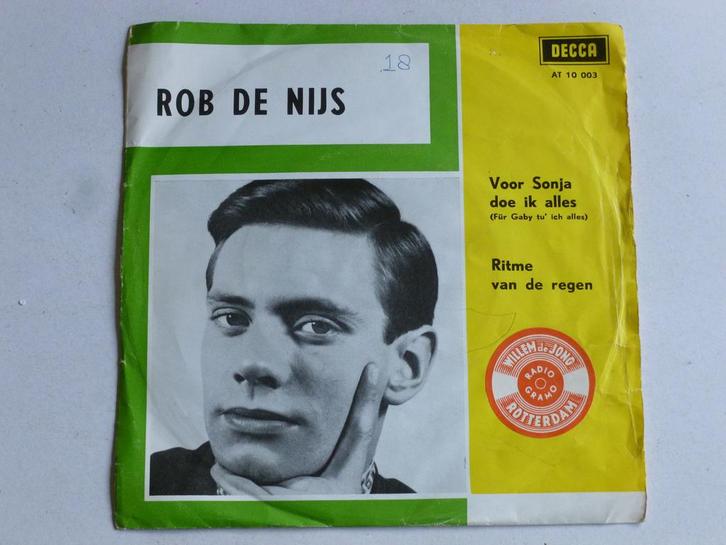 18
ROB DE NIJS
DECCA
AT 10 003
Voor Sonja
doe ik alles
(Für Gaby tu' ich alles)
Ritme
van de regen
WILLEM de JONG
RADIO
GRAMO
ROTTERDAM